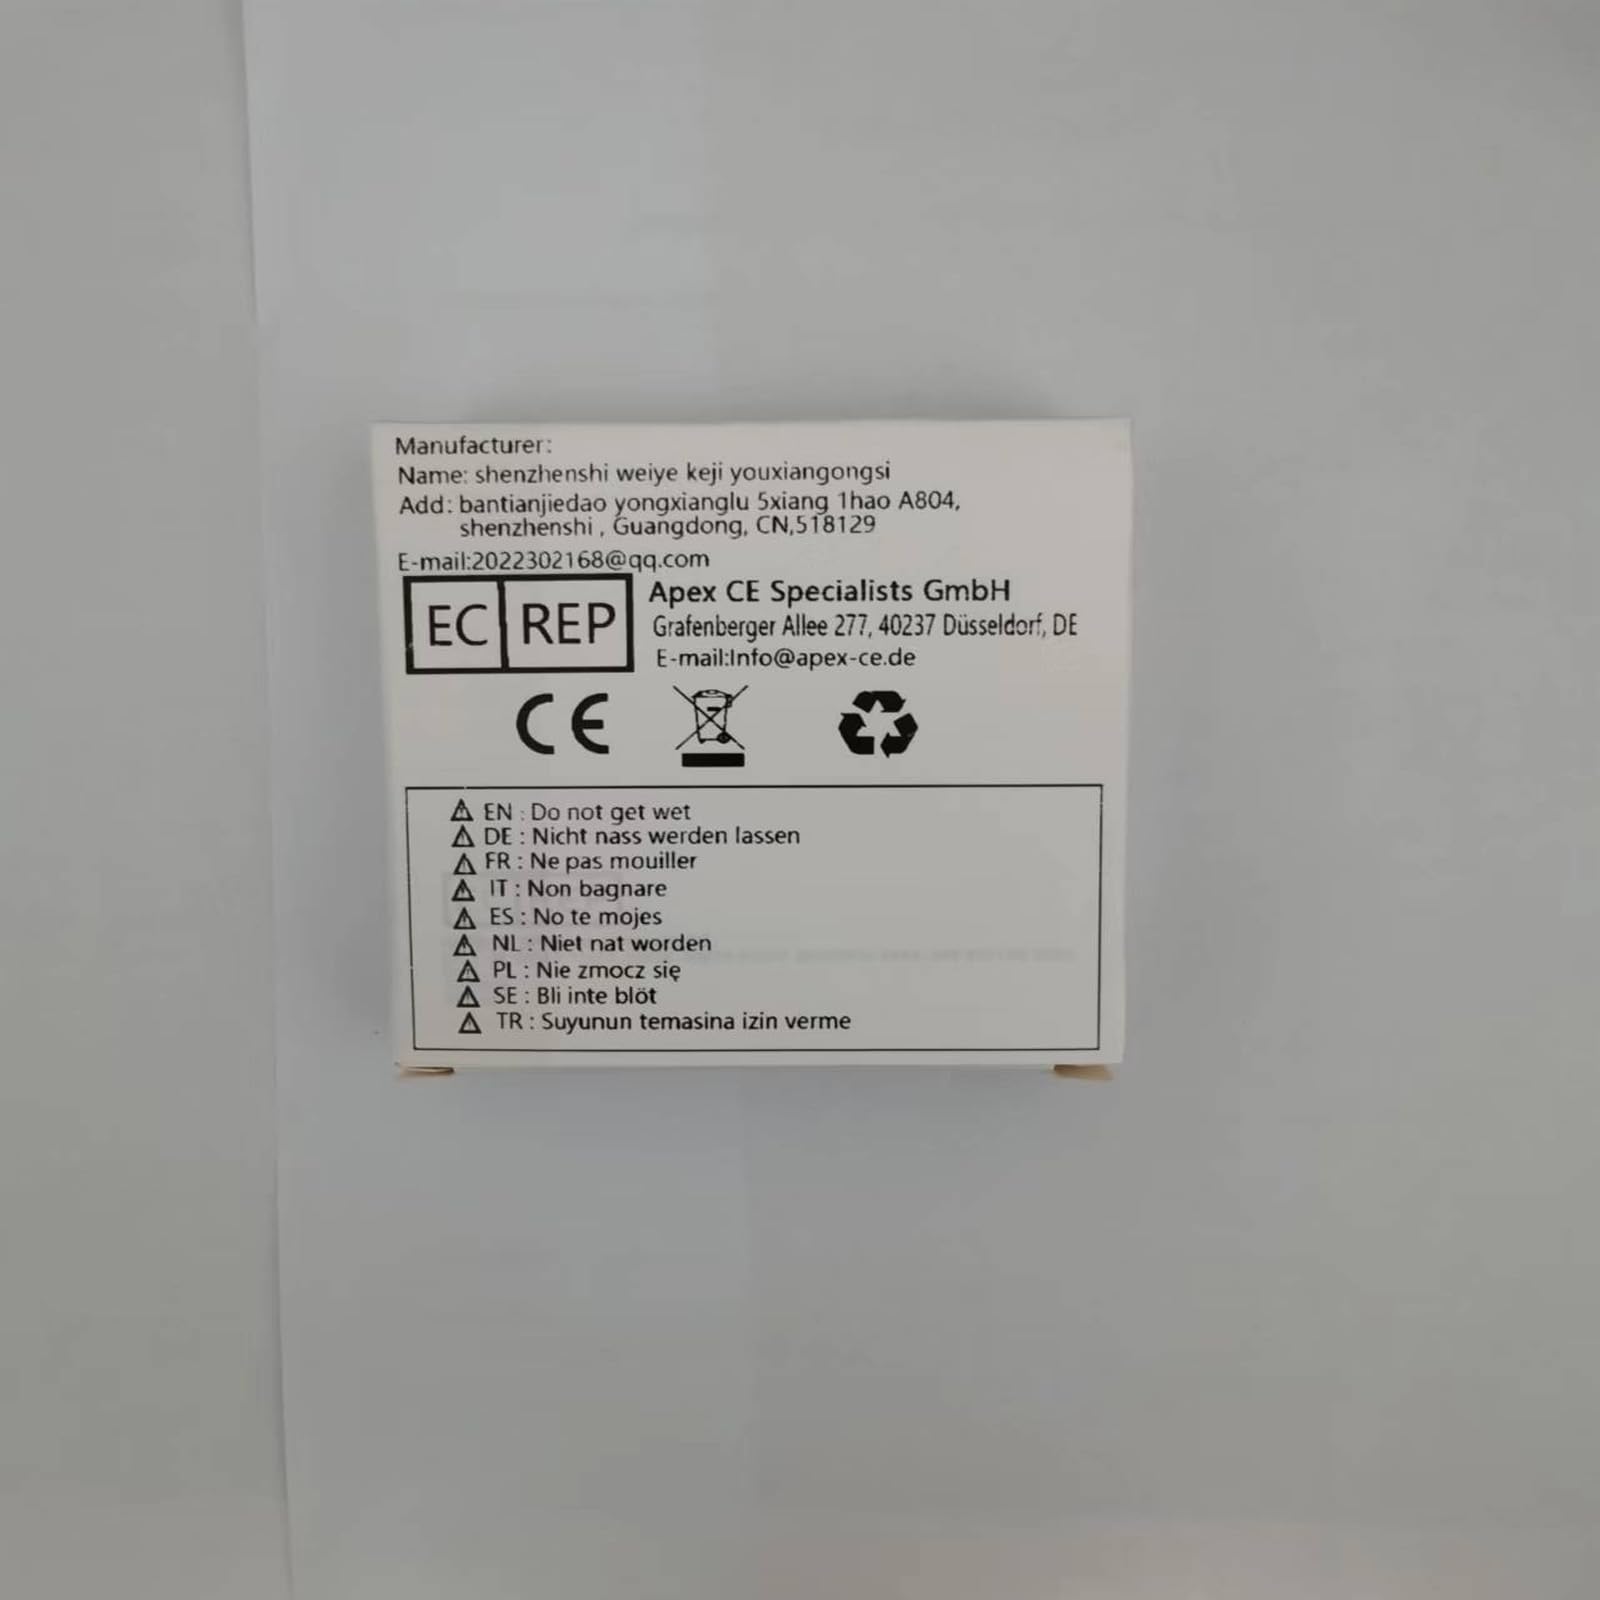 Manufacturer:
Name: shenzhenshi weiye keji youxiangongsi
Add: bantianjiedao yongxianglu 5xiang 1hao A804,
shenzhenshi , Guangdong, CN,518129
E-mail:2022302168@qq.com
EC REP
Apex CE Specialists GmbH
Grafenberger Allee 277, 40237 Düsseldorf, DE
E-mail:Info@apex-ce.de
CE
EN : Do not get wet
DE : Nicht nass werden lassen
FR : Ne pas mouiller
IT : Non bagnare
ES : No te mojes
NL : Niet nat worden
PL : Nie zmocz się
SE : Bli inte blöt
TR : Suyunun temasina izin verme